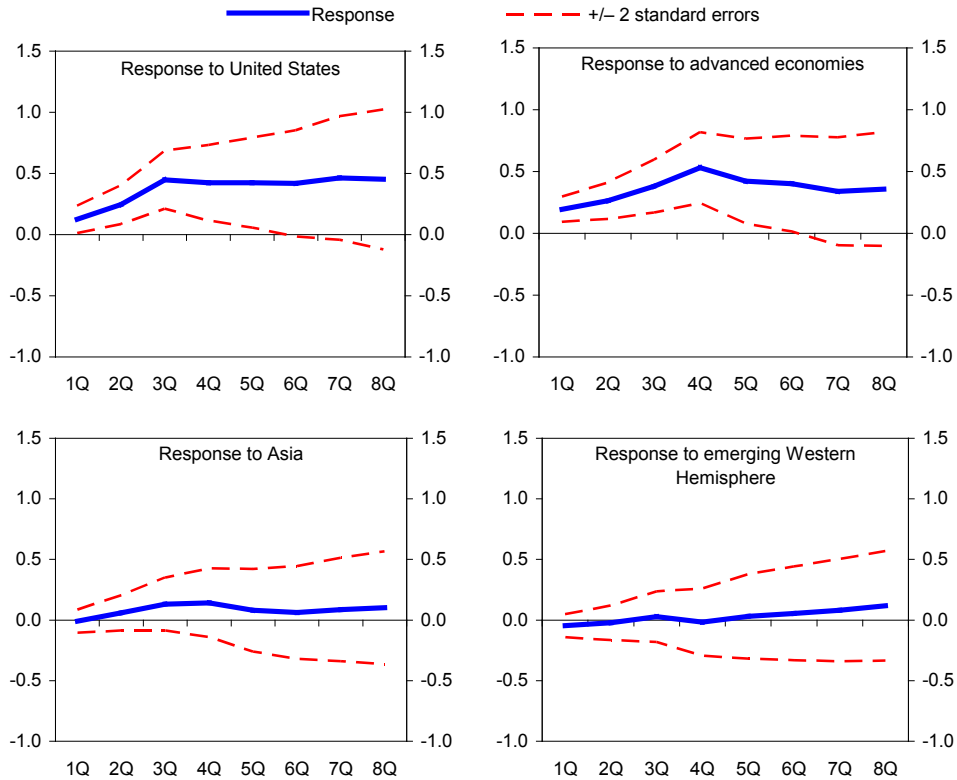 Response +/– 2 standard errors
Response to United States
1.5 1.5
1.0 1.0
0.5 0.5
0.0 0.0
-0.5 -0.5
-1.0 -1.0
1Q 2Q 3Q 4Q 5Q 6Q 7Q 8Q
Response to advanced economies
1.5 1.5
1.0 1.0
0.5 0.5
0.0 0.0
-0.5 -0.5
-1.0 -1.0
1Q 2Q 3Q 4Q 5Q 6Q 7Q 8Q
Response to Asia
1.5 1.5
1.0 1.0
0.5 0.5
0.0 0.0
-0.5 -0.5
-1.0 -1.0
1Q 2Q 3Q 4Q 5Q 6Q 7Q 8Q
Response to emerging Western
Hemisphere
1.5 1.5
1.0 1.0
0.5 0.5
0.0 0.0
-0.5 -0.5
-1.0 -1.0
1Q 2Q 3Q 4Q 5Q 6Q 7Q 8Q